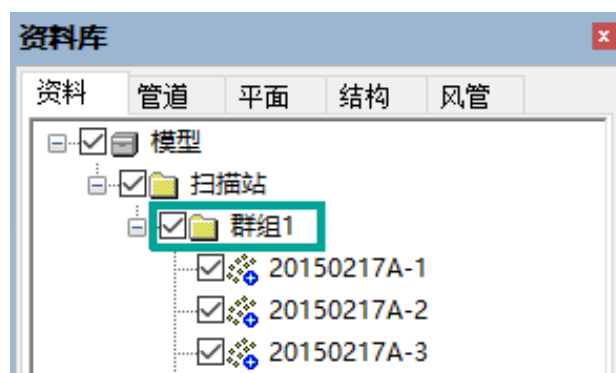 资料库
资料 管道 平面 结构 风管
模型
扫描站
群组1
20150217A-1
20150217A-2
20150217A-3